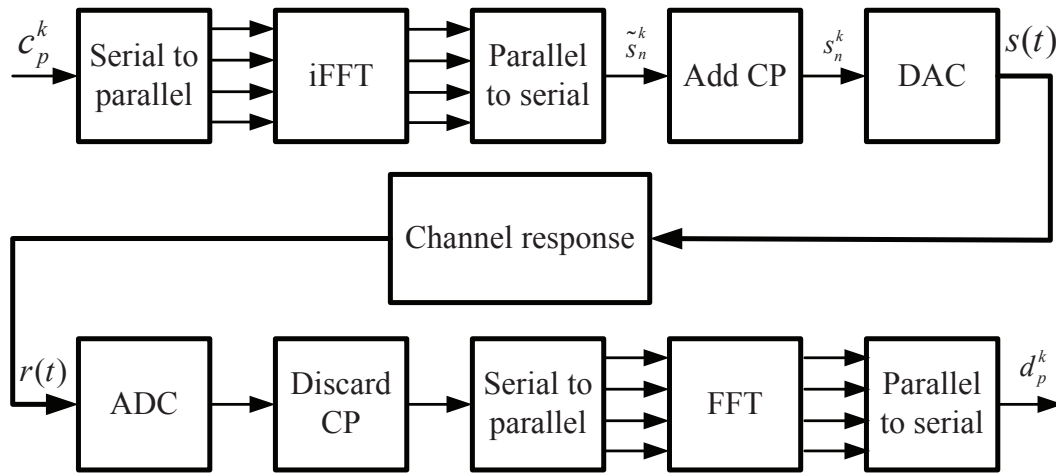 c_p^k
Serial to
parallel
iFFT
Parallel
to serial
s̃_n^k
Add CP
s_n^k
DAC
s(t)
Channel response
r(t)
ADC
Discard
CP
Serial to
parallel
FFT
Parallel
to serial
d_p^k